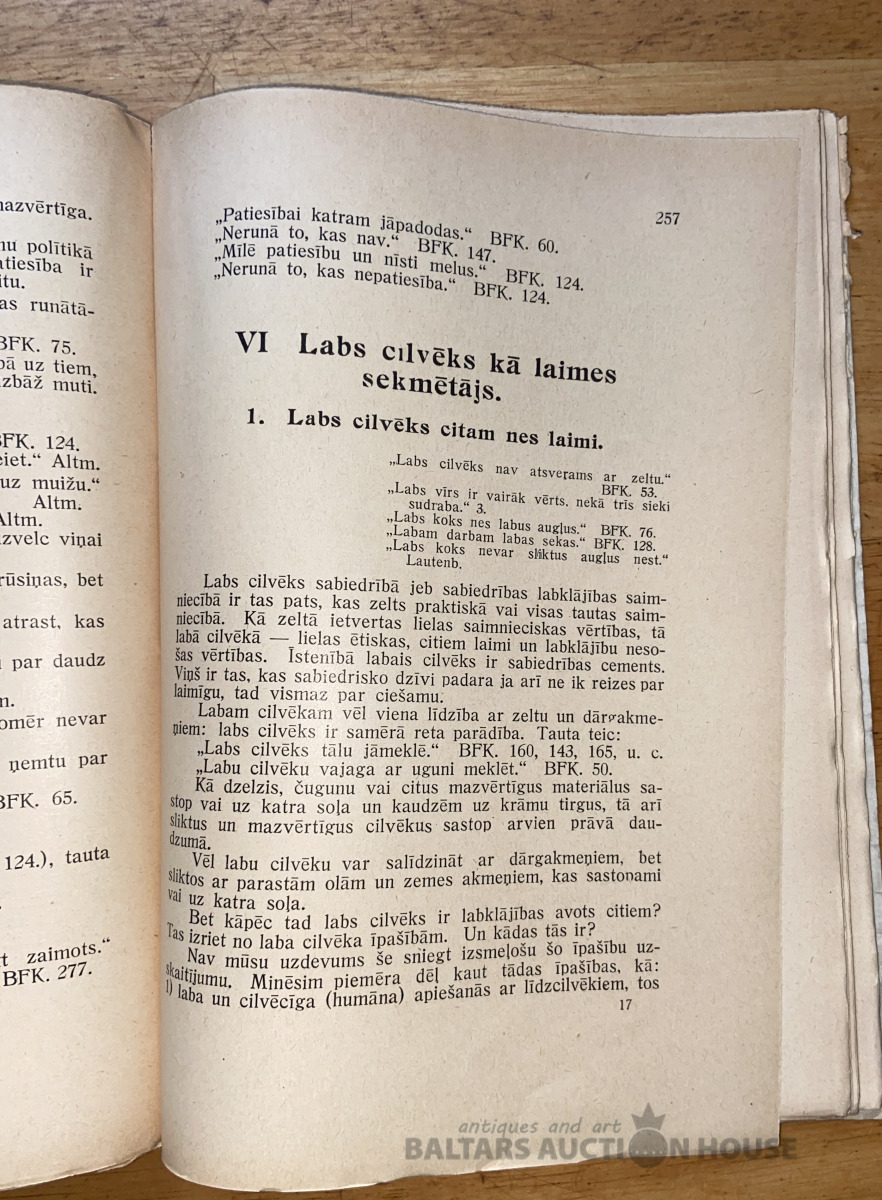 mazvērtīga.
nu polītikā
atiesība ir
itu.
as runātā-
BFK. 75.
bā uz tiem,
zbāž muti.
BFK. 124.
eiet.“ Altm.
uz muižu.“
Altm.
Altm.
izvelc viņai
rūsiņas, bet
atrast, kas
par daudz
m.
omēr nevar
ņemtu par
BFK. 65.
124.), tauta
t zaimots.“
BFK. 277.
257
„Patiesībai katram jāpadodas.“ BFK. 60.
„Nerunā to, kas nav.“ BFK. 147.
„Mīlē patiesību un nīsti melus.“ BFK. 124.
„Nerunā to, kas nepatiesība.“ BFK. 124.
VI Labs cilvēks kā laimes
sekmētājs.
1. Labs cilvēks citam nes laimi.
„Labs cilvēks nav atsverams ar zeltu.“
BFK. 53.
„Labs vīrs ir vairāk vērts, nekā trīs sieki
sudraba.“ 3.
„Labs koks nes labus augļus.“ BFK. 76.
„Labam darbam labas sekas.“ BFK. 128.
„Labs koks nevar sliktus augļus nest.“
Lautenb.
Labs cilvēks sabiedrībā jeb sabiedrības labklājības saim-
niecībā ir tas pats, kas zelts praktiskā vai visas tautas saim-
niecībā. Kā zeltā ietvertas lielas saimnieciskas vērtības, tā
labā cilvēkā — lielas ētiskas, citiem laimi un labklājību neso-
šas vērtības. Īstenībā labais cilvēks ir sabiedrības cements.
Viņš ir tas, kas sabiedrisko dzīvi padara ja arī ne ik reizes par
laimīgu, tad vismaz par ciešamu.
Labam cilvēkam vēl viena līdzība ar zeltu un dārgakme-
ņiem: labs cilvēks ir samērā reta parādība. Tauta teic:
„Labs cilvēks tālu jāmeklē.“ BFK. 160, 143, 165, u. c.
„Labu cilvēku vajaga ar uguni meklēt.“ BFK. 50.
Kā dzelzis, čugunu vai citus mazvērtīgus materiālus sa-
stop vai uz katra soļa un kaudzēm uz krāmu tirgus, tā arī
sliktus un mazvērtīgus cilvēkus sastop arvien prāvā dau-
dzumā.
Vēl labu cilvēku var salīdzināt ar dārgakmeņiem, bet
sliktos ar parastām olām un zemes akmeņiem, kas sastopami
vai uz katra soļa.
Bet kāpēc tad labs cilvēks ir labklājības avots citiem?
Tas izriet no laba cilvēka īpašībām. Un kādas tās ir?
Nav mūsu uzdevums še sniegt izsmeļošu šo īpašību uz-
skaitījumu. Minēsim piemēra dēļ kaut tādas īpašības, kā:
1) laba un cilvēcīga (humāna) apiešanās ar līdzcilvēkiem, tos
17
antiques and art
BALTARS AUCTION HOUSE